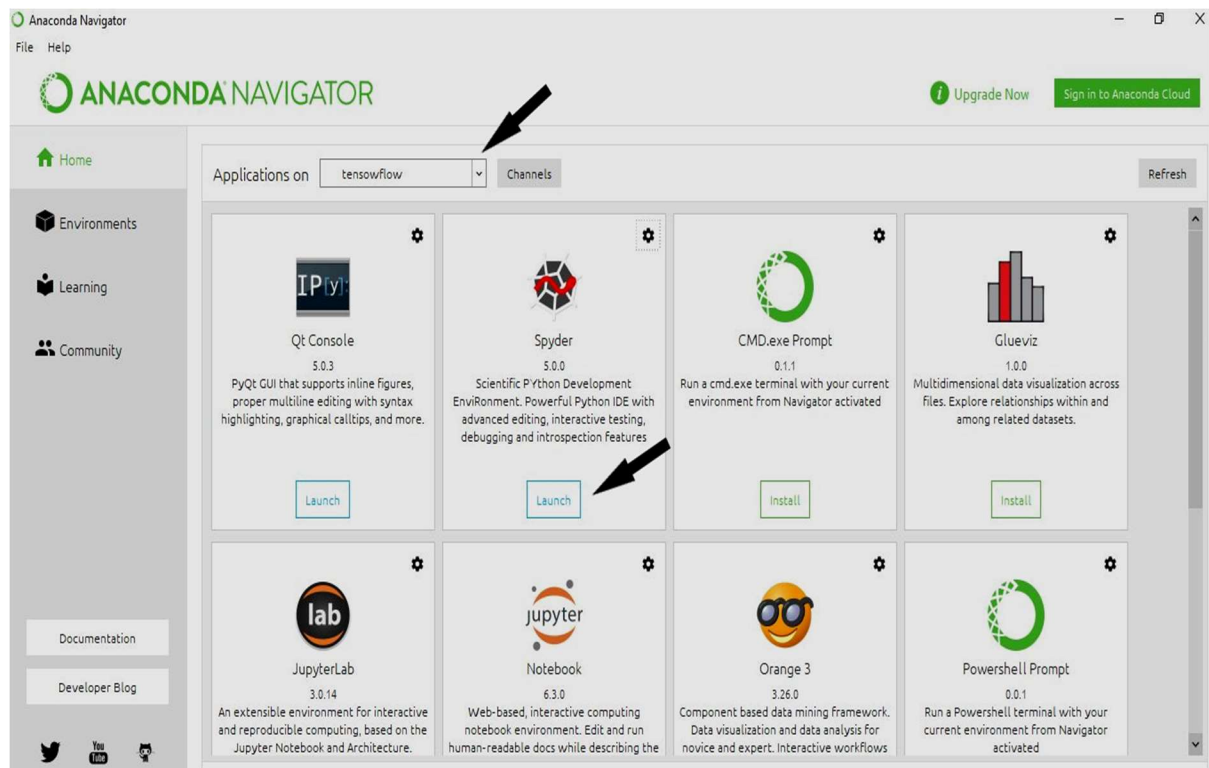 Anaconda Navigator
File Help
ANACONDA NAVIGATOR
i Upgrade Now
Sign in to Anaconda Cloud
Home
Environments
Learning
Community
Documentation
Developer Blog
You
Tube
Applications on tensowflow Channels
Refresh
IP[y]:
Qt Console
5.0.3
PyQt GUI that supports inline figures,
proper multiline editing with syntax
highlighting, graphical calltips, and more.
Launch
Spyder
5.0.0
Scientific PYthon Development
EnviRonment. Powerful Python IDE with
advanced editing, interactive testing,
debugging and introspection features
Launch
CMD.exe Prompt
0.1.1
Run a cmd.exe terminal with your current
environment from Navigator activated
Install
Glueviz
1.0.0
Multidimensional data visualization across
files. Explore relationships within and
among related datasets.
Install
lab
JupyterLab
3.0.14
An extensible environment for interactive
and reproducible computing, based on the
Jupyter Notebook and Architecture.
jupyter
Notebook
6.3.0
Web-based, interactive computing
notebook environment. Edit and run
human-readable docs while describing the
Orange 3
3.26.0
Component based data mining framework.
Data visualization and data analysis for
novice and expert. Interactive workflows
Powershell Prompt
0.0.1
Run a Powershell terminal with your
current environment from Navigator
activated